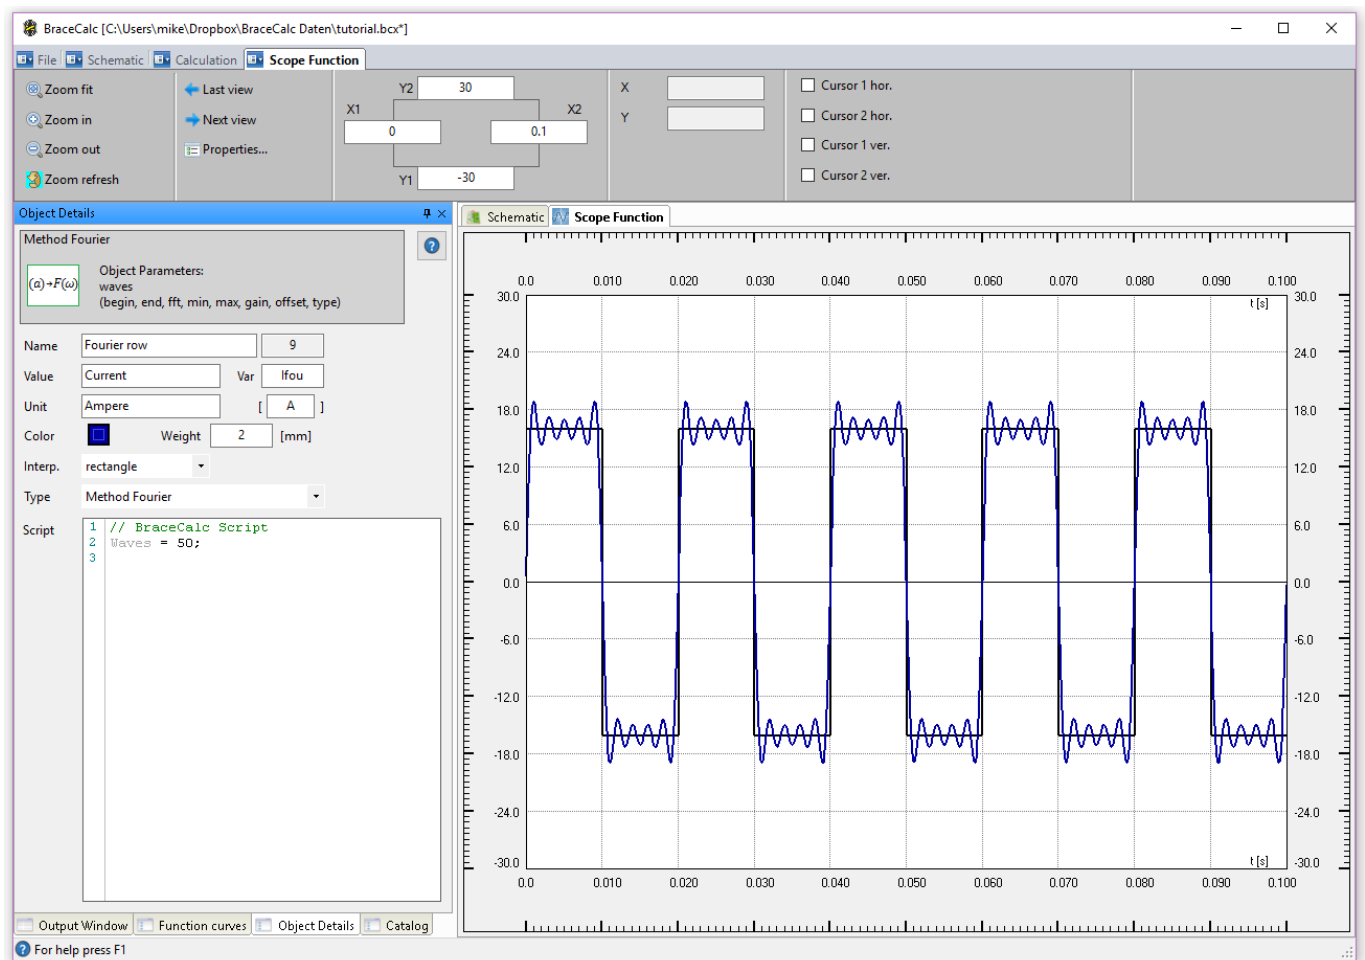 BraceCalc [C:\Users\mike\Dropbox\BraceCalc Daten\tutorial.bcx*]
File Schematic Calculation Scope Function
Zoom fit
Zoom in
Zoom out
Zoom refresh
Last view
Next view
Properties...
Y2 30
X1 X2
0 0.1
Y1 -30
X
Y
Cursor 1 hor.
Cursor 2 hor.
Cursor 1 ver.
Cursor 2 ver.
Object Details
Method Fourier
(a)→F(ω)
Object Parameters:
waves
(begin, end, fft, min, max, gain, offset, type)
Name Fourier row 9
Value Current Var Ifou
Unit Ampere [ A ]
Color Weight 2 [mm]
Interp. rectangle
Type Method Fourier
Script
1 // BraceCalc Script
2 Waves = 50;
3
Output Window Function curves Object Details Catalog
For help press F1
Schematic Scope Function
0.0 0.010 0.020 0.030 0.040 0.050 0.060 0.070 0.080 0.090 0.100
30.0 t [s] 30.0
24.0 24.0
18.0 18.0
12.0 12.0
6.0 6.0
0.0 0.0
-6.0 -6.0
-12.0 -12.0
-18.0 -18.0
-24.0 -24.0
-30.0 t [s] -30.0
0.0 0.010 0.020 0.030 0.040 0.050 0.060 0.070 0.080 0.090 0.100